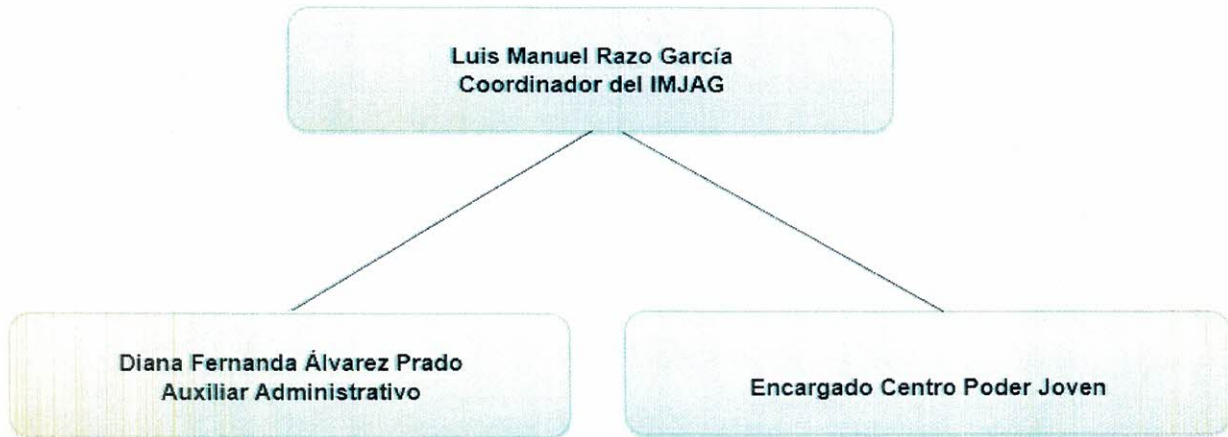 Luis Manuel Razo García
Coordinador del IMJAG
Diana Fernanda Álvarez Prado
Auxiliar Administrativo
Encargado Centro Poder Joven